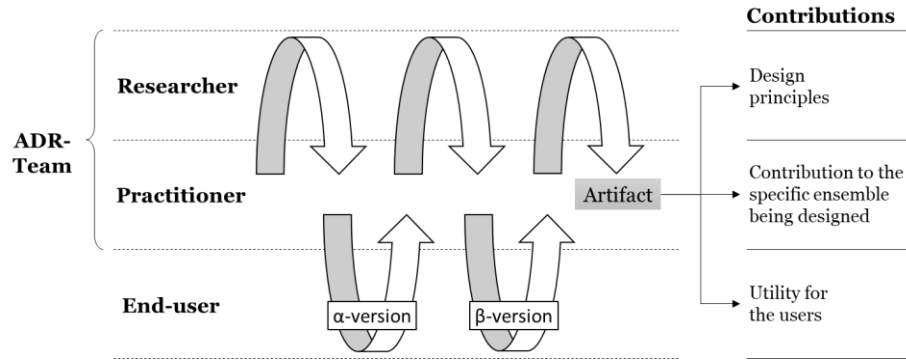 Contributions
Researcher
Design
principles
ADR-
Team
Practitioner
Artifact
Contribution to the
specific ensemble
being designed
End-user
α-version
β-version
Utility for
the users